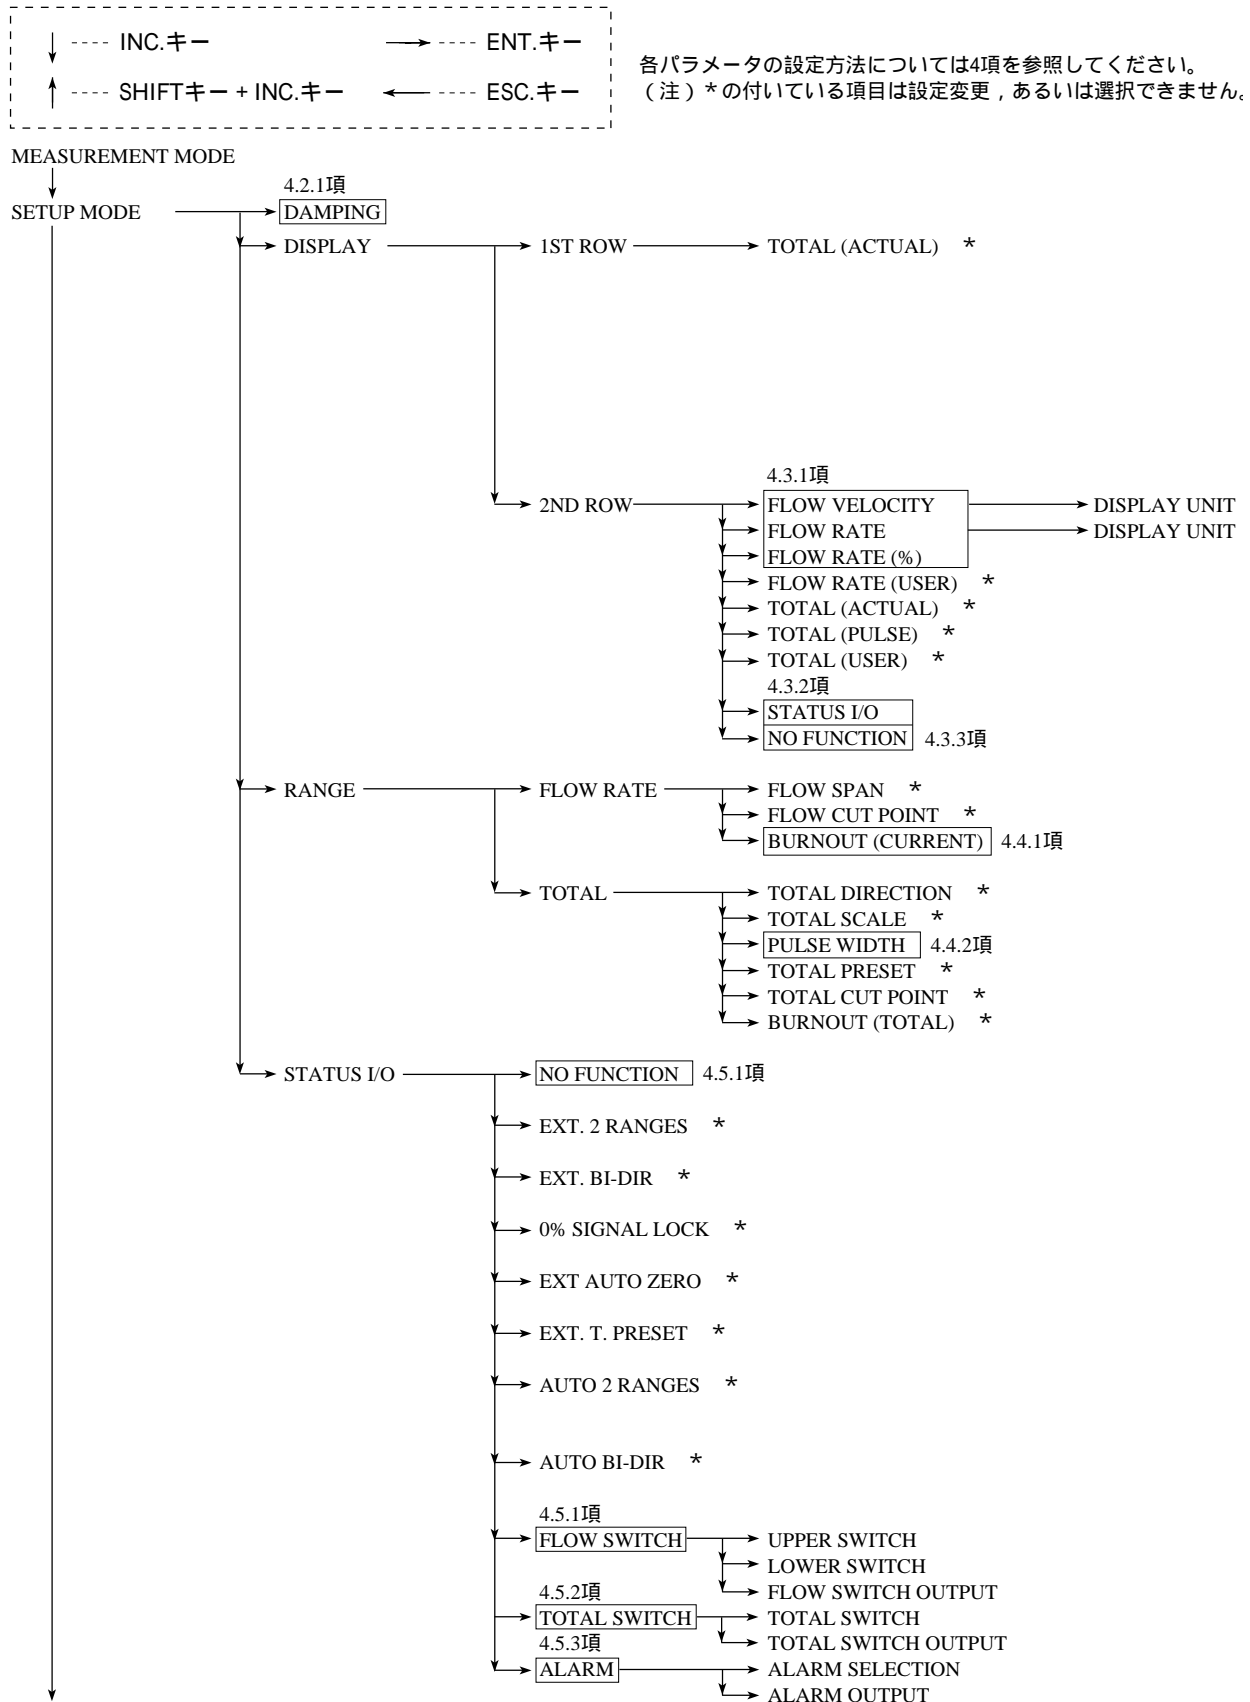 ---- INC.キー ---- ENT.キー
---- SHIFTキー + INC.キー ---- ESC.キー
各パラメータの設定方法については4項を参照してください。
（注）*の付いている項目は設定変更，あるいは選択できません。
MEASUREMENT MODE
4.2.1項
SETUP MODE DAMPING
DISPLAY 1ST ROW TOTAL (ACTUAL) *
4.3.1項
2ND ROW FLOW VELOCITY DISPLAY UNIT
FLOW RATE DISPLAY UNIT
FLOW RATE (%)
FLOW RATE (USER) *
TOTAL (ACTUAL) *
TOTAL (PULSE) *
TOTAL (USER) *
4.3.2項
STATUS I/O
NO FUNCTION 4.3.3項
RANGE FLOW RATE FLOW SPAN *
FLOW CUT POINT *
BURNOUT (CURRENT) 4.4.1項
TOTAL TOTAL DIRECTION *
TOTAL SCALE *
PULSE WIDTH 4.4.2項
TOTAL PRESET *
TOTAL CUT POINT *
BURNOUT (TOTAL) *
STATUS I/O NO FUNCTION 4.5.1項
EXT. 2 RANGES *
EXT. BI-DIR *
0% SIGNAL LOCK *
EXT AUTO ZERO *
EXT. T. PRESET *
AUTO 2 RANGES *
AUTO BI-DIR *
4.5.1項
FLOW SWITCH UPPER SWITCH
LOWER SWITCH
FLOW SWITCH OUTPUT
4.5.2項
TOTAL SWITCH TOTAL SWITCH
TOTAL SWITCH OUTPUT
4.5.3項
ALARM ALARM SELECTION
ALARM OUTPUT